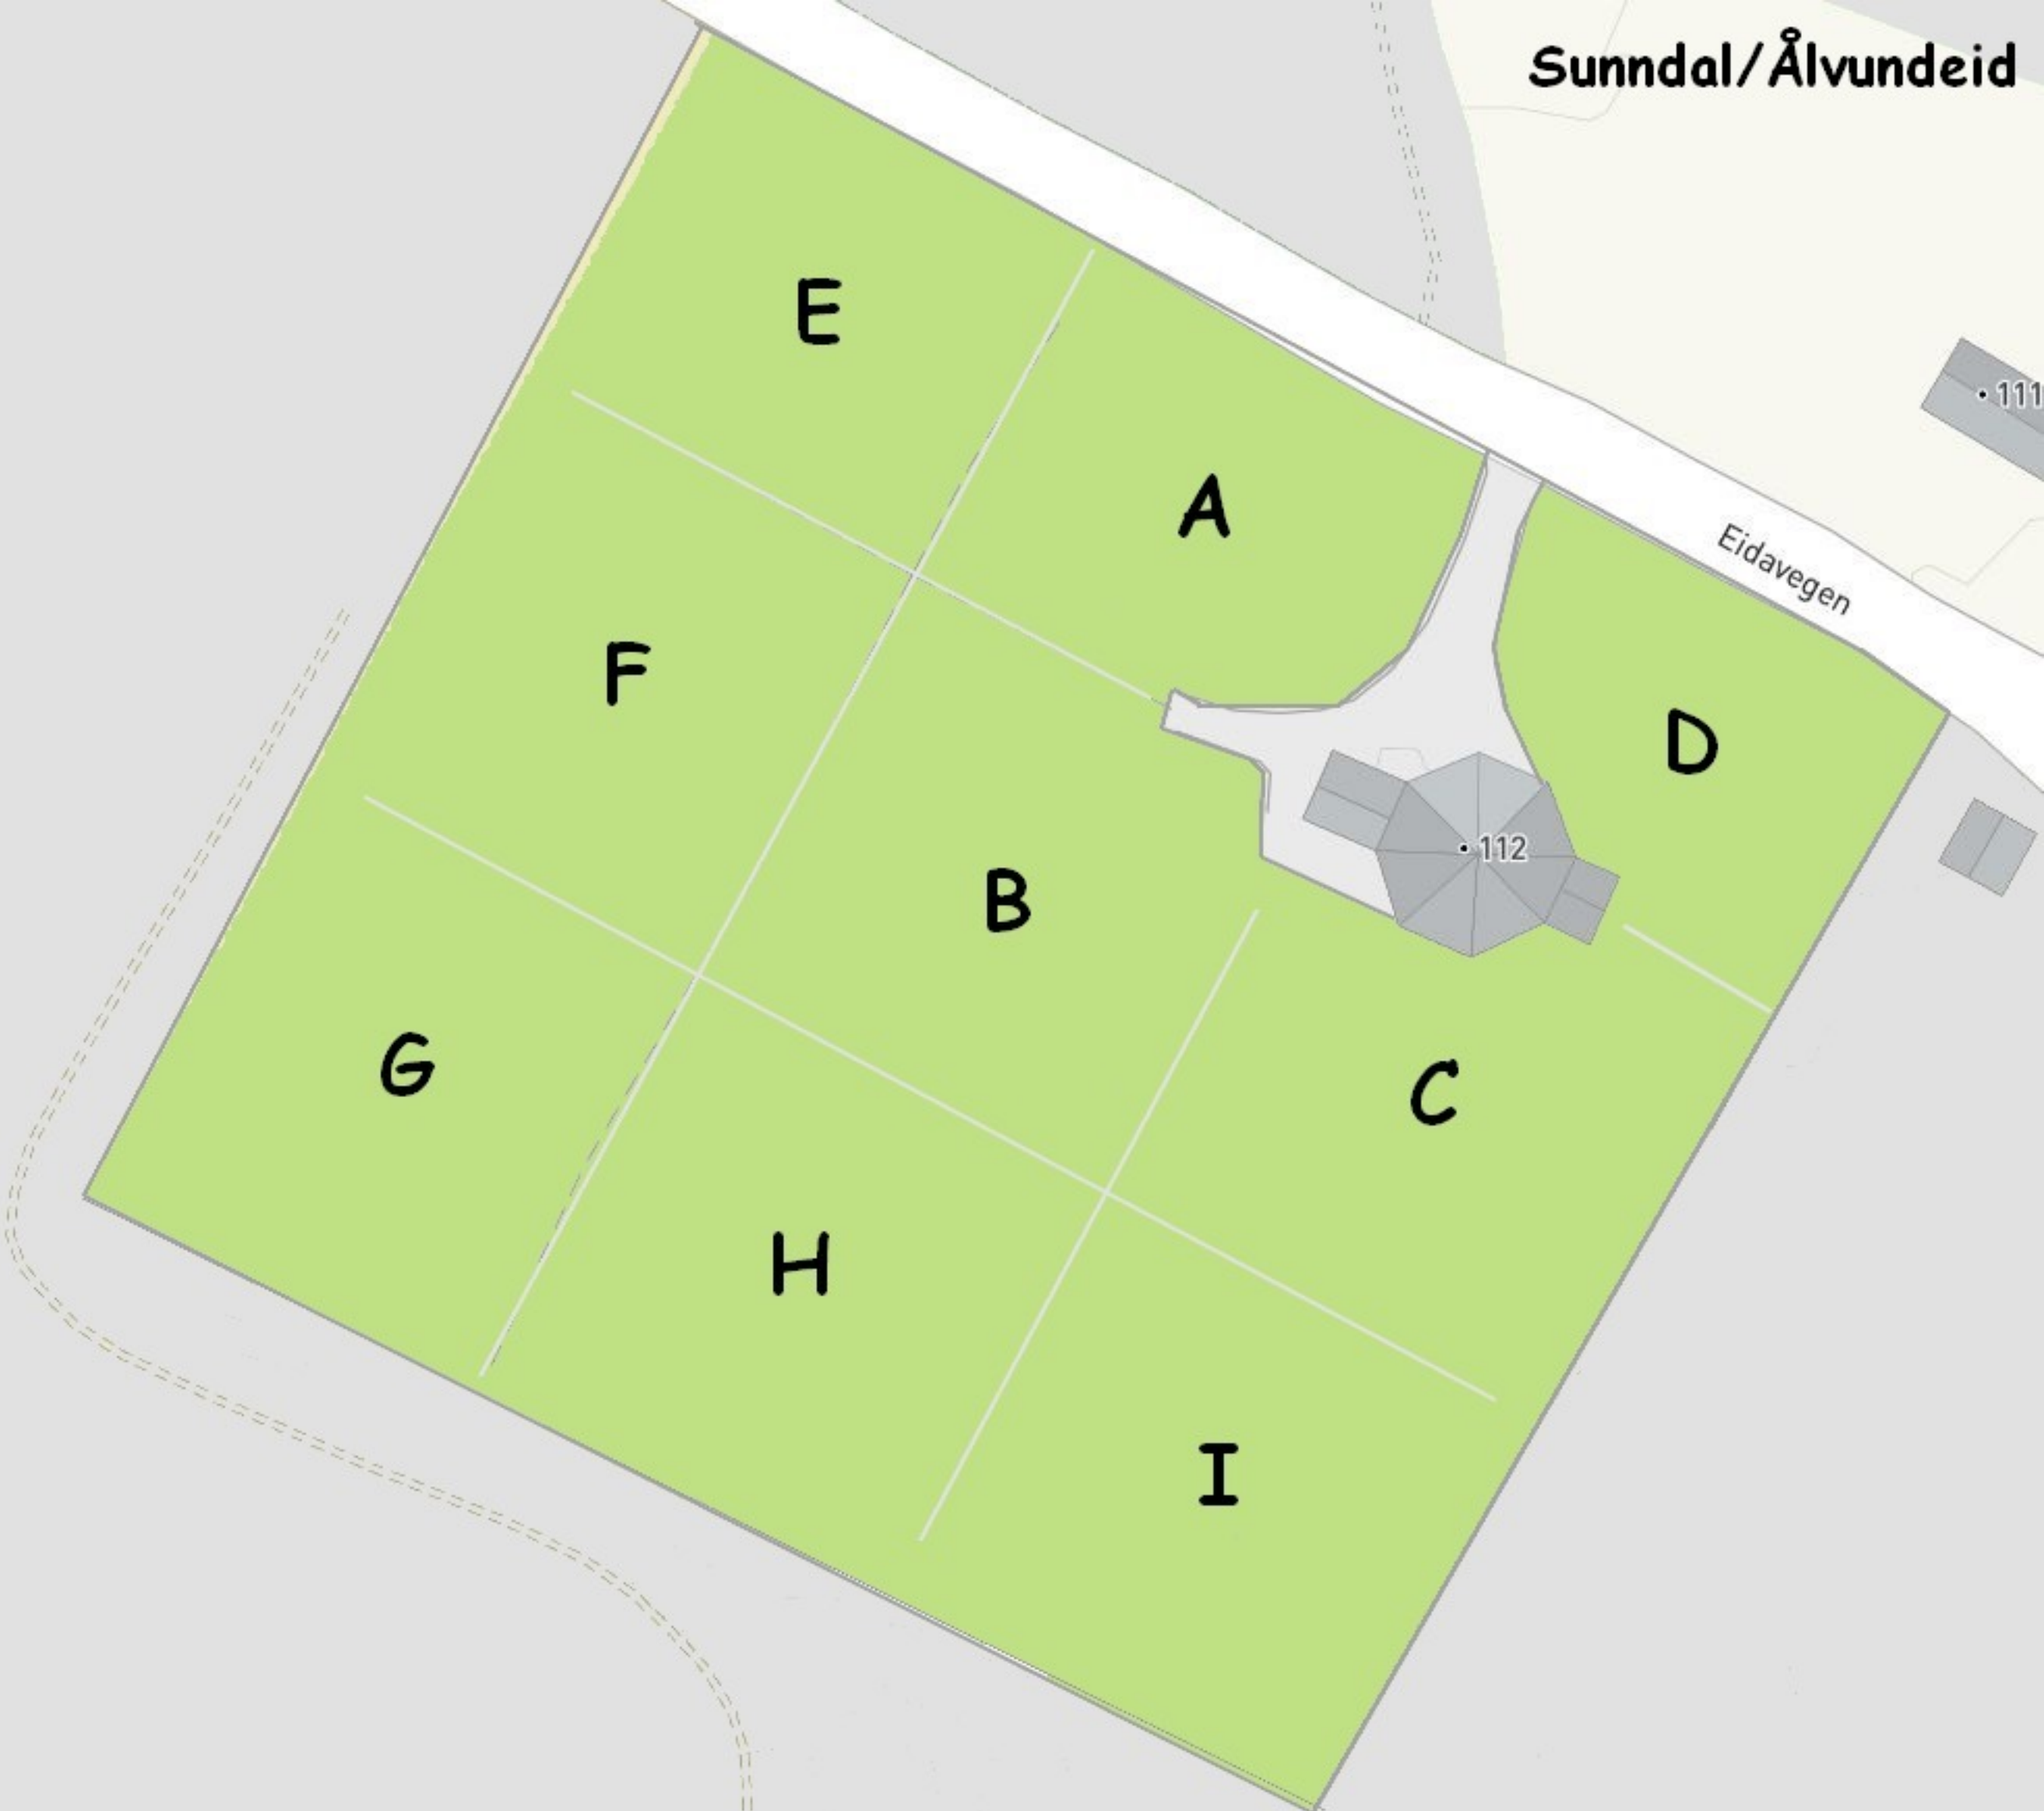 Sunndal/Ålvundeid
E
111
A
Eidavegen
F
D
112
B
G
C
H
I